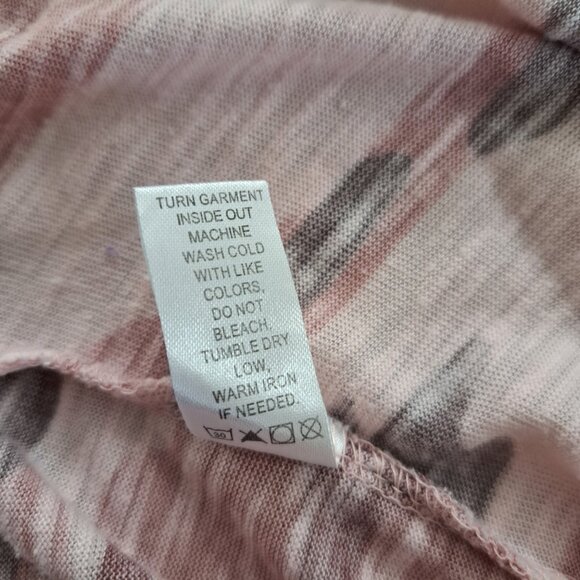 TURN GARMENT
INSIDE OUT
MACHINE
WASH COLD
WITH LIKE
COLORS,
DO NOT
BLEACH.
TUMBLE DRY
LOW,
WARM IRON
IF NEEDED.
30